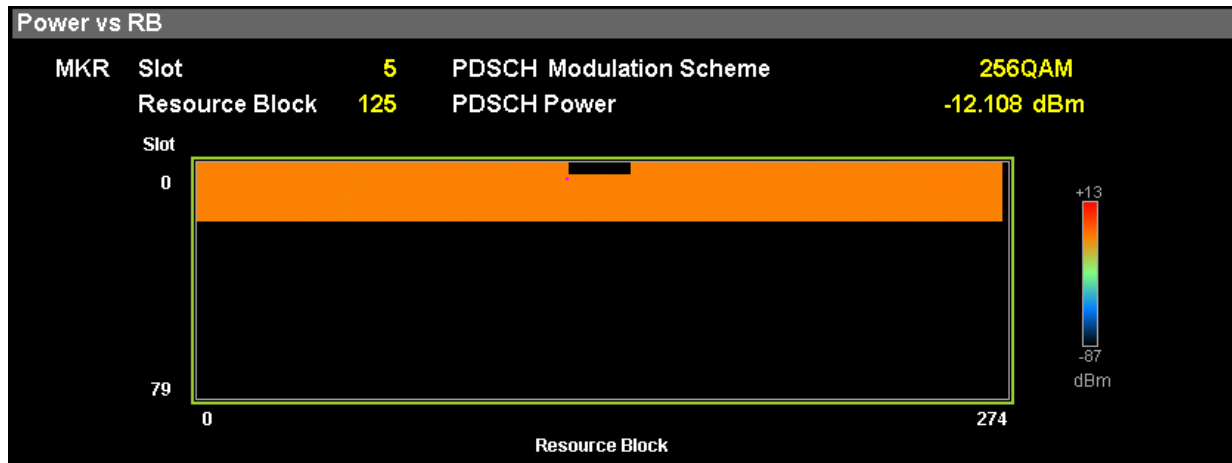 Power vs RB
MKR Slot 5 PDSCH Modulation Scheme 256QAM
Resource Block 125 PDSCH Power -12.108 dBm
Slot
0
+13
-87
dBm
79
0 274
Resource Block